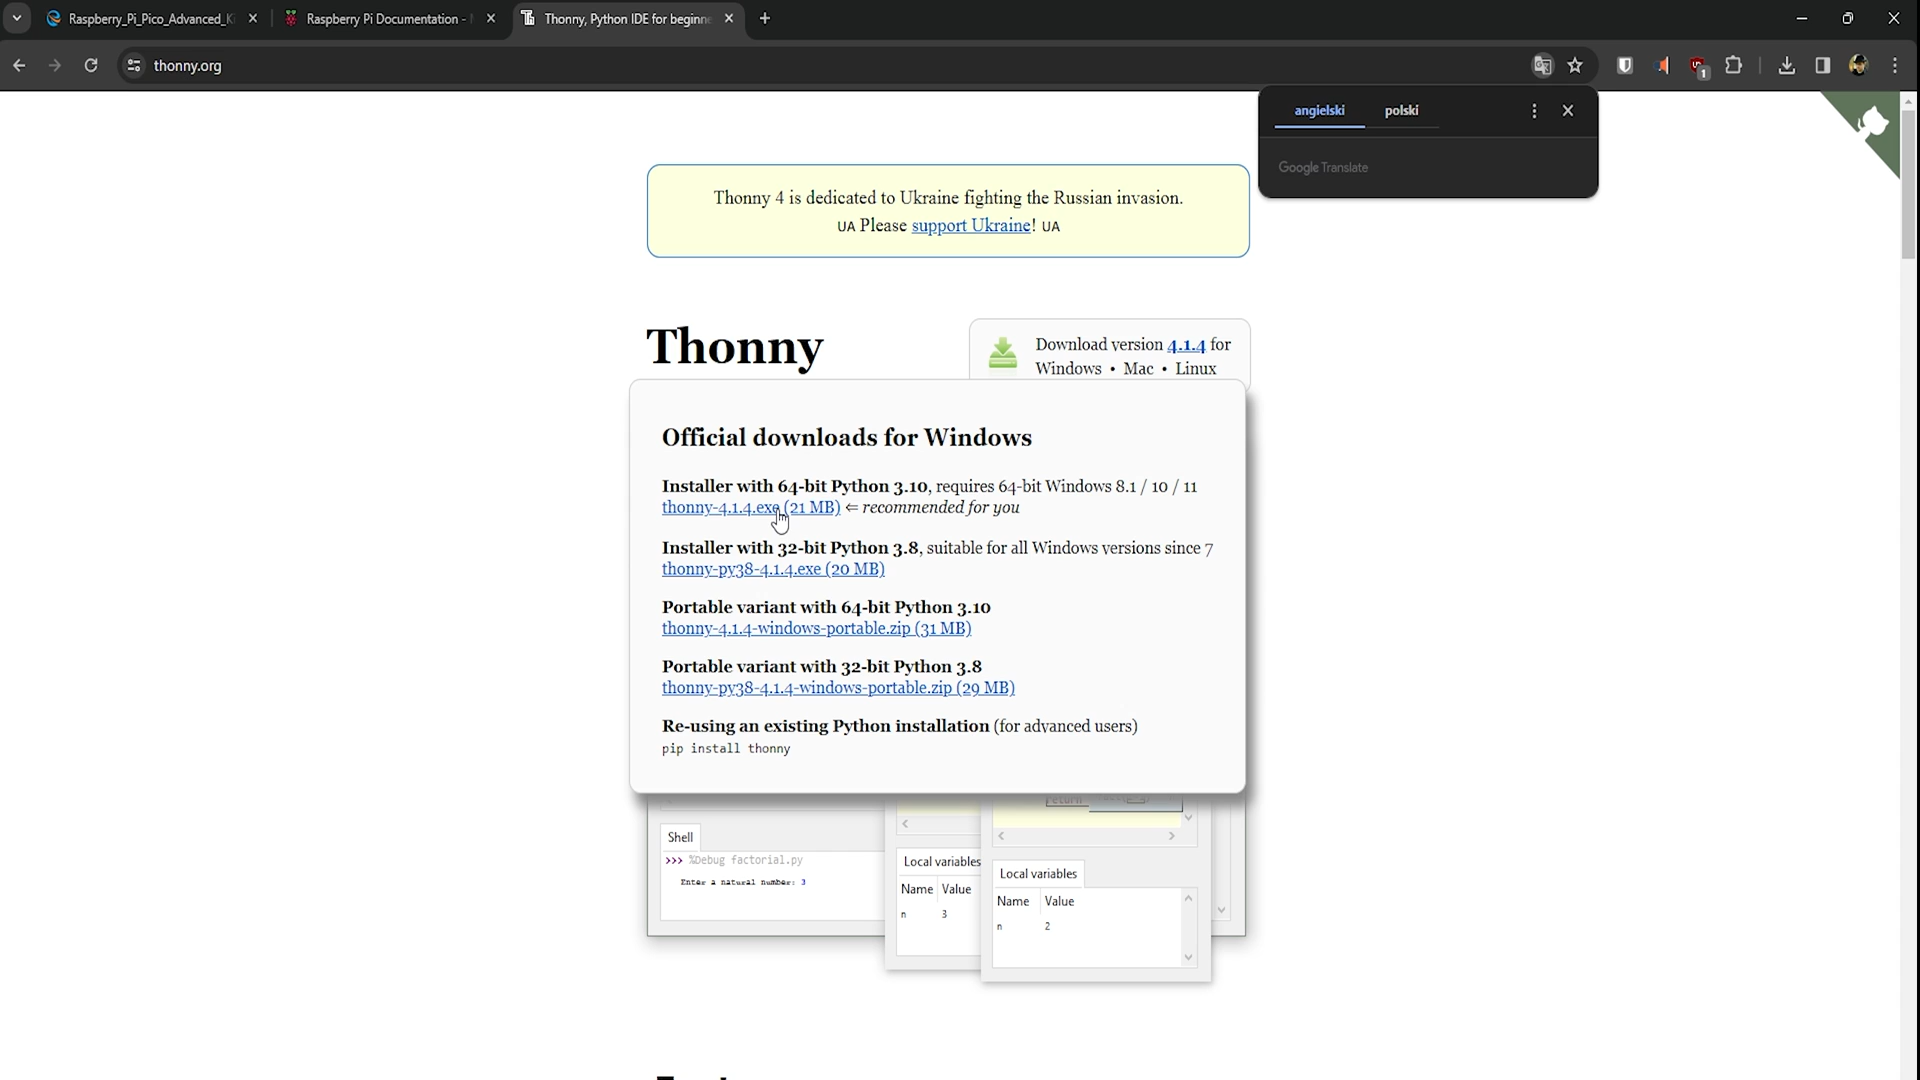 Raspberry_Pi_Pico_Advanced_Ki
Raspberry Pi Documentation -
Thonny, Python IDE for beginne
thonny.org
1
angielski polski
Google Translate
Thonny 4 is dedicated to Ukraine fighting the Russian invasion.
UA Please support Ukraine! UA
Thonny
Download version 4.1.4 for
Windows • Mac • Linux
Official downloads for Windows
Installer with 64-bit Python 3.10, requires 64-bit Windows 8.1 / 10 / 11
thonny-4.1.4.exe (21 MB) ⇐ recommended for you
Installer with 32-bit Python 3.8, suitable for all Windows versions since 7
thonny-py38-4.1.4.exe (20 MB)
Portable variant with 64-bit Python 3.10
thonny-4.1.4-windows-portable.zip (31 MB)
Portable variant with 32-bit Python 3.8
thonny-py38-4.1.4-windows-portable.zip (29 MB)
Re-using an existing Python installation (for advanced users)
pip install thonny
return
Shell
>>> %Debug factorial.py
Enter a natural number: 3
Local variables
Name Value
n 3
Local variables
Name Value
n 2